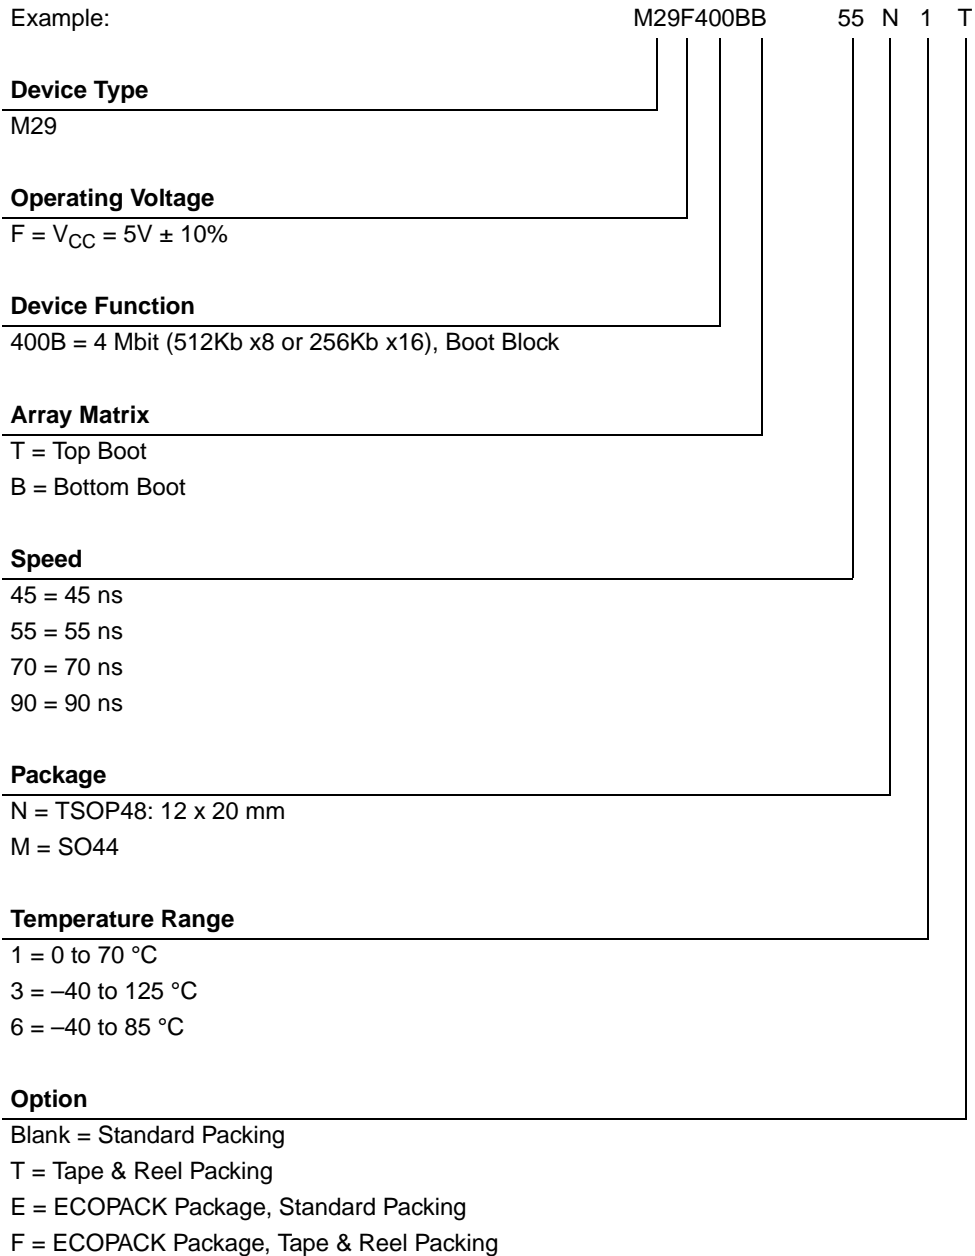 Example: M29F400BB 55 N 1 T
Device Type
M29
Operating Voltage
F = VCC = 5V ± 10%
Device Function
400B = 4 Mbit (512Kb x8 or 256Kb x16), Boot Block
Array Matrix
T = Top Boot
B = Bottom Boot
Speed
45 = 45 ns
55 = 55 ns
70 = 70 ns
90 = 90 ns
Package
N = TSOP48: 12 x 20 mm
M = SO44
Temperature Range
1 = 0 to 70 °C
3 = –40 to 125 °C
6 = –40 to 85 °C
Option
Blank = Standard Packing
T = Tape & Reel Packing
E = ECOPACK Package, Standard Packing
F = ECOPACK Package, Tape & Reel Packing